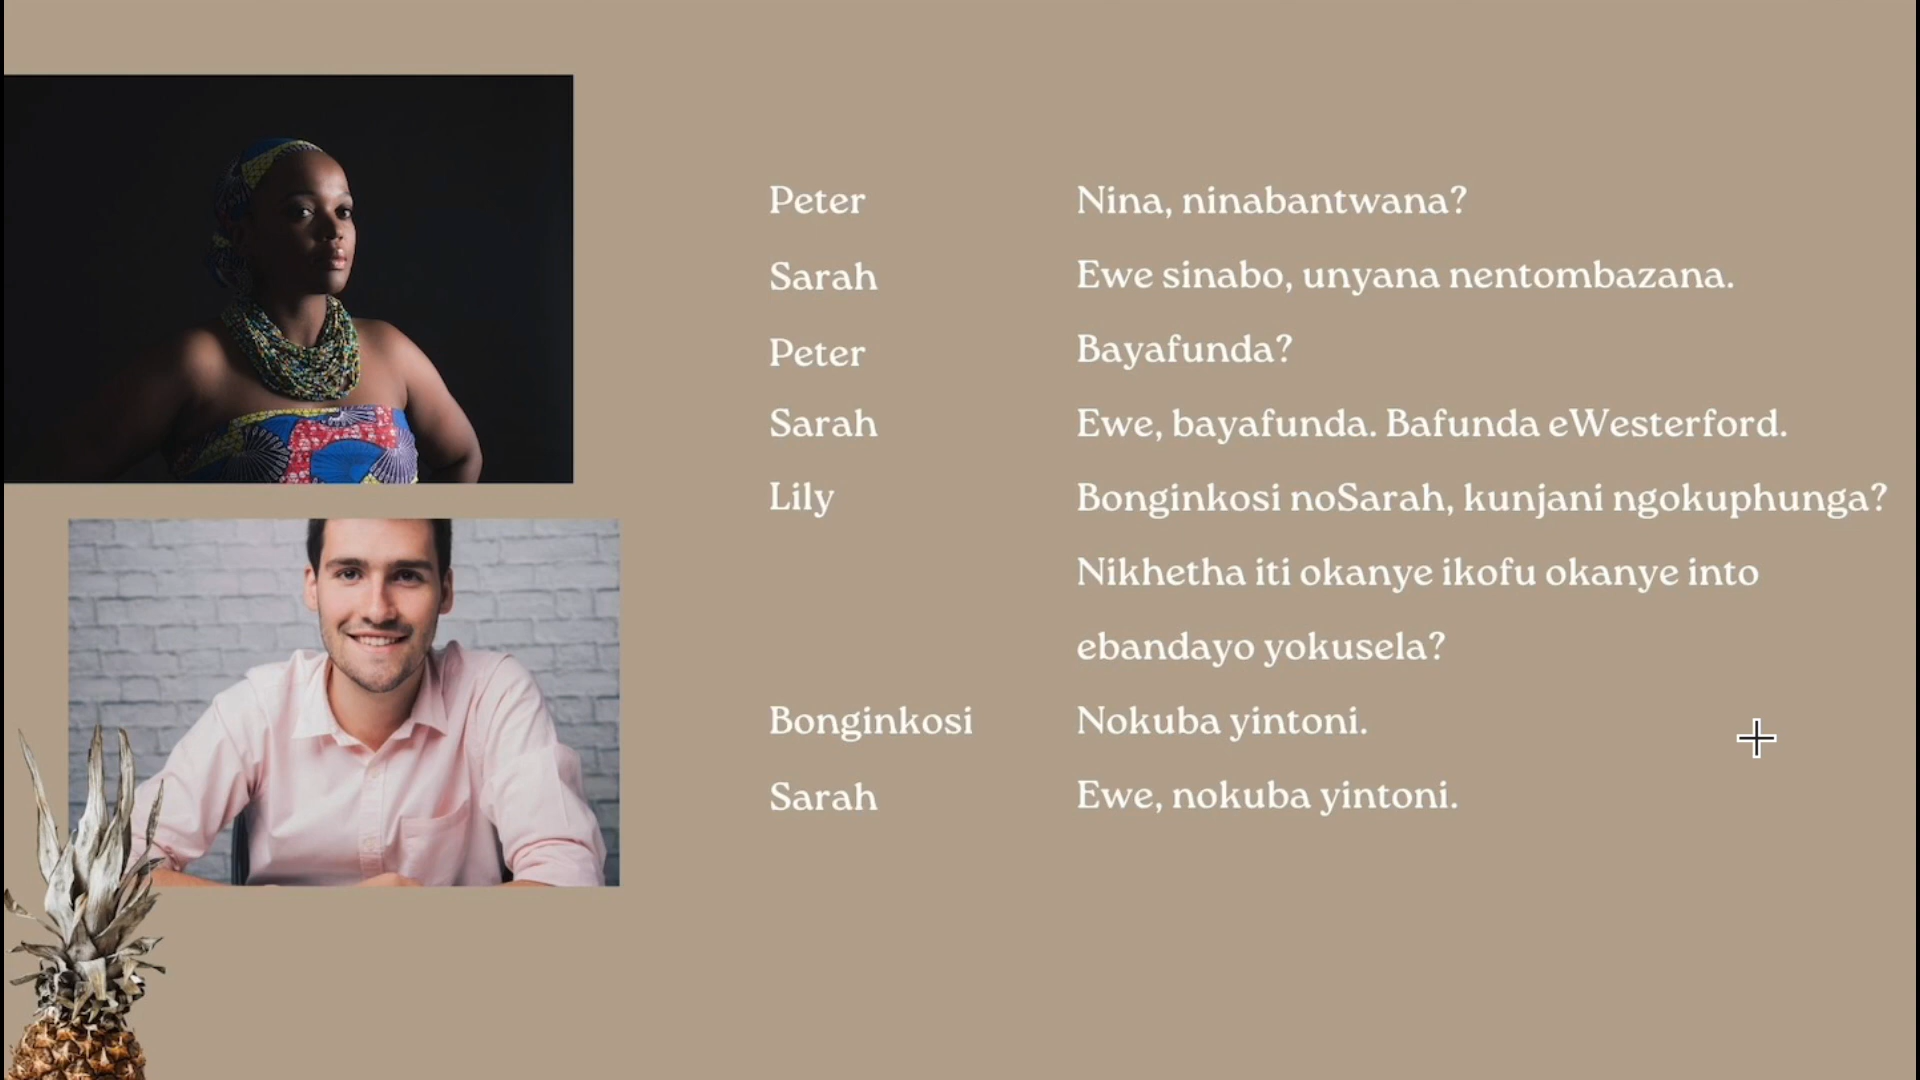 Peter Nina, ninabantwana?
Sarah Ewe sinabo, unyana nentombazana.
Peter Bayafunda?
Sarah Ewe, bayafunda. Bafunda eWesterford.
Lily Bonginkosi noSarah, kunjani ngokuphunga?
Nikhetha iti okanye ikofu okanye into
ebandayo yokusela?
Bonginkosi Nokuba yintoni.
Sarah Ewe, nokuba yintoni.